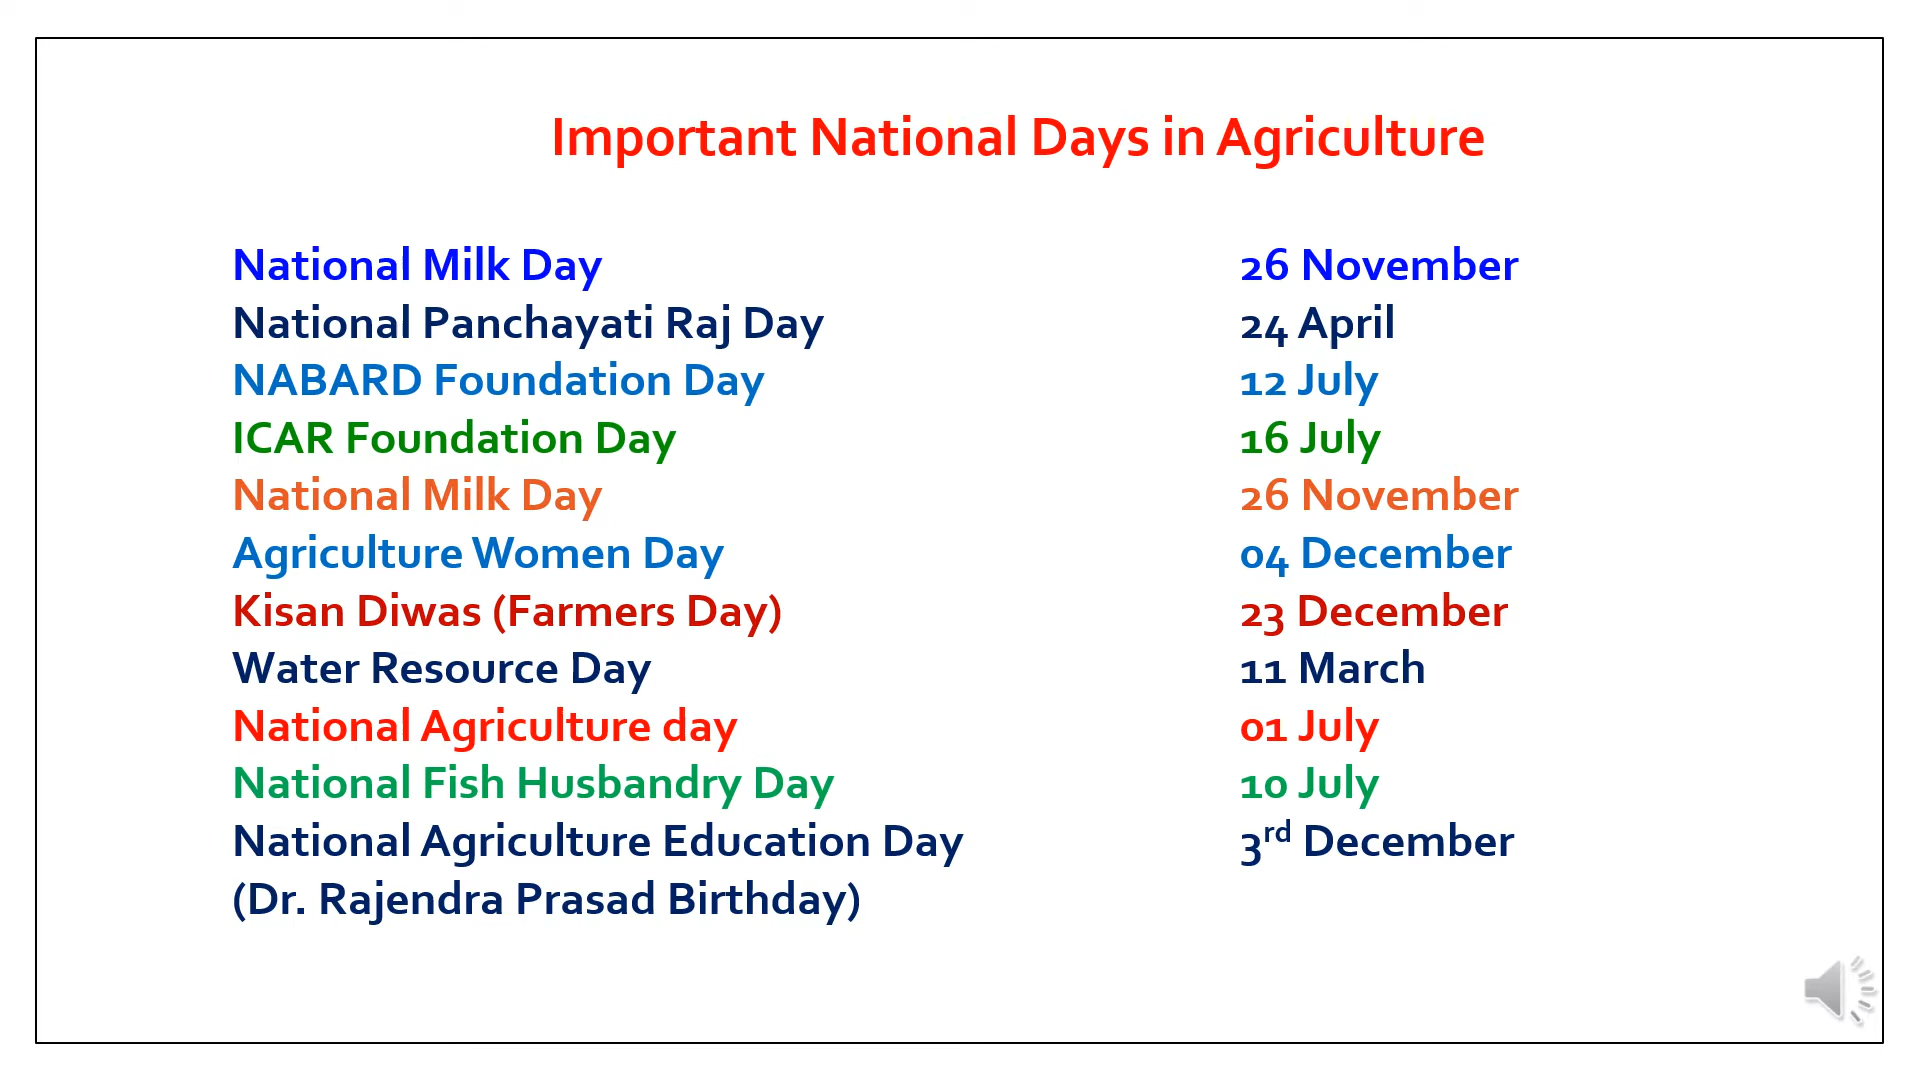 Important National Days in Agriculture
National Milk Day 26 November
National Panchayati Raj Day 24 April
NABARD Foundation Day 12 July
ICAR Foundation Day 16 July
National Milk Day 26 November
Agriculture Women Day 04 December
Kisan Diwas (Farmers Day) 23 December
Water Resource Day 11 March
National Agriculture day 01 July
National Fish Husbandry Day 10 July
National Agriculture Education Day 3rd December
(Dr. Rajendra Prasad Birthday)